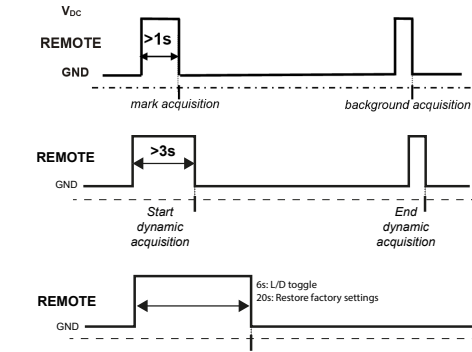 VDC
REMOTE
>1s
GND
mark acquisition
background acquisition
REMOTE
>3s
GND
Start
dynamic
acquisition
End
dynamic
acquisition
6s: L/D toggle
20s: Restore factory settings
REMOTE
GND